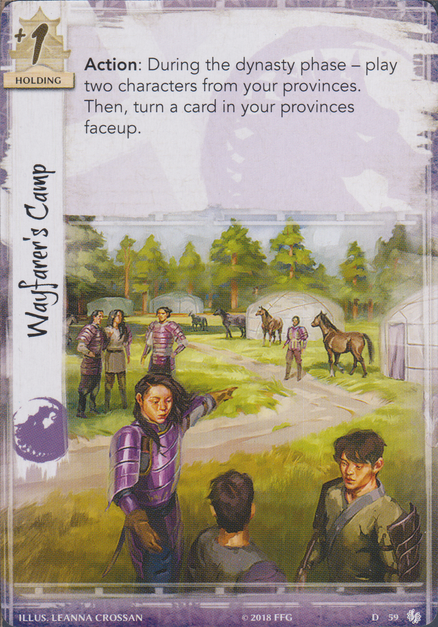 +1
HOLDING
Action: During the dynasty phase – play
two characters from your provinces.
Then, turn a card in your provinces
faceup.
Wayfarer's Camp
ILLUS. LEANNA CROSSAN © 2018 FFG D 59